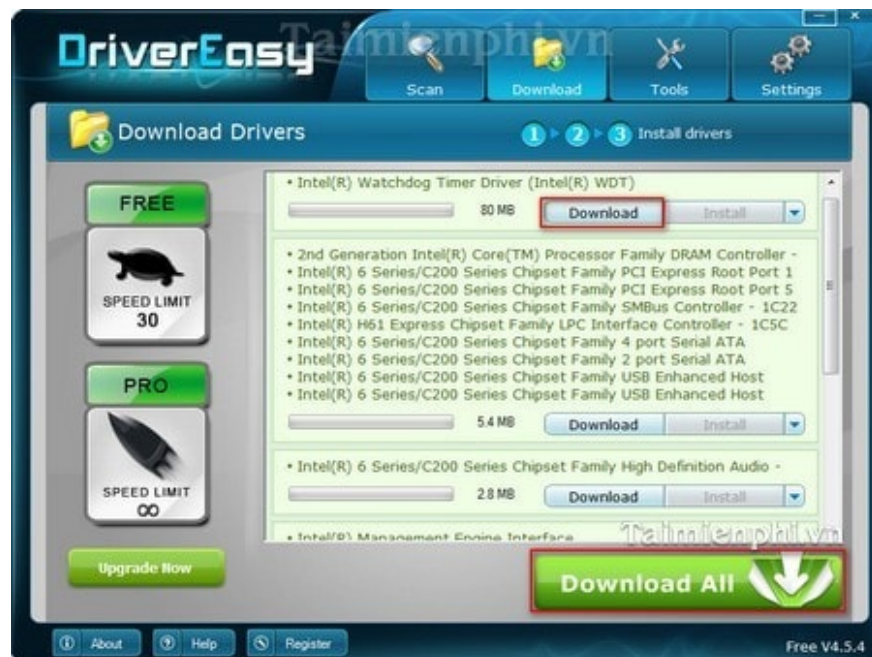 Taimienphi.vn
DriverEasy
Scan
Download
Tools
Settings
Download Drivers
1 2 3 Install drivers
FREE
SPEED LIMIT
30
PRO
SPEED LIMIT
∞
Upgrade Now
• Intel(R) Watchdog Timer Driver (Intel(R) WDT)
80 MB Download Install
• 2nd Generation Intel(R) Core(TM) Processor Family DRAM Controller -
• Intel(R) 6 Series/C200 Series Chipset Family PCI Express Root Port 1
• Intel(R) 6 Series/C200 Series Chipset Family PCI Express Root Port 5
• Intel(R) 6 Series/C200 Series Chipset Family SMBus Controller - 1C22
• Intel(R) H61 Express Chipset Family LPC Interface Controller - 1C5C
• Intel(R) 6 Series/C200 Series Chipset Family 4 port Serial ATA
• Intel(R) 6 Series/C200 Series Chipset Family 2 port Serial ATA
• Intel(R) 6 Series/C200 Series Chipset Family USB Enhanced Host
• Intel(R) 6 Series/C200 Series Chipset Family USB Enhanced Host
5.4 MB Download Install
• Intel(R) 6 Series/C200 Series Chipset Family High Definition Audio -
2.8 MB Download Install
• Intel(R) Management Engine Interface
Taimienphi.vn
Download All
About
Help
Register
Free V4.5.4